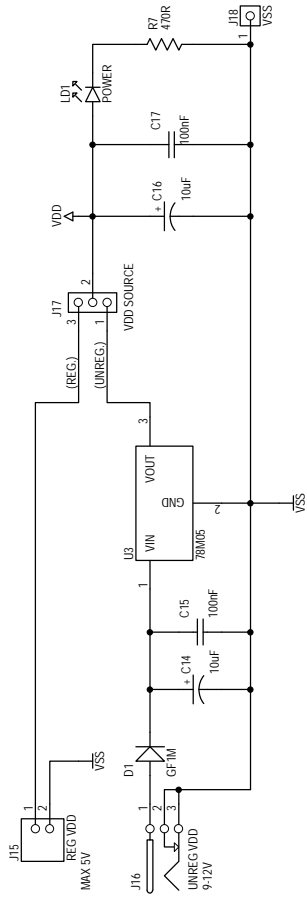 J15
REG VDD
MAX 5V
1
2
VSS
J16
UNREG VDD
9-12V
1
2
3
D1
GF1M
+ C14
10uF
C15
100nF
U3
VIN
VOUT
GND
78M05
1
3
2
VSS
J17
3
(REG.)
(UNREG.)
1
2
VDD SOURCE
VDD
+ C16
10uF
C17
100nF
LD1
POWER
R7
470R
J18
1
VSS